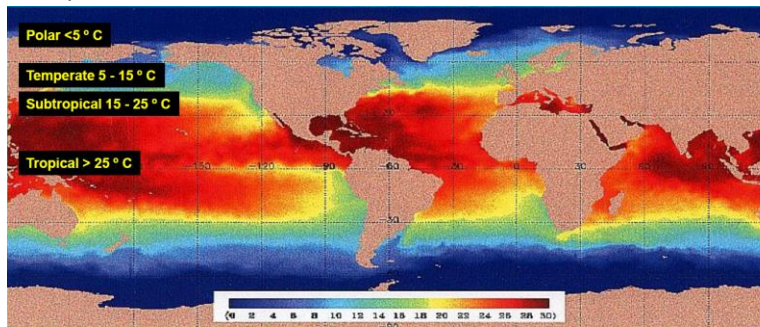 Polar <5 º C
Temperate 5 - 15 º C
Subtropical 15 - 25 º C
Tropical > 25 º C
-150 -120 -90 -60 -30 0 30
-30
(0 2 4 6 8 10 12 14 16 18 20 22 24 26 28 30)